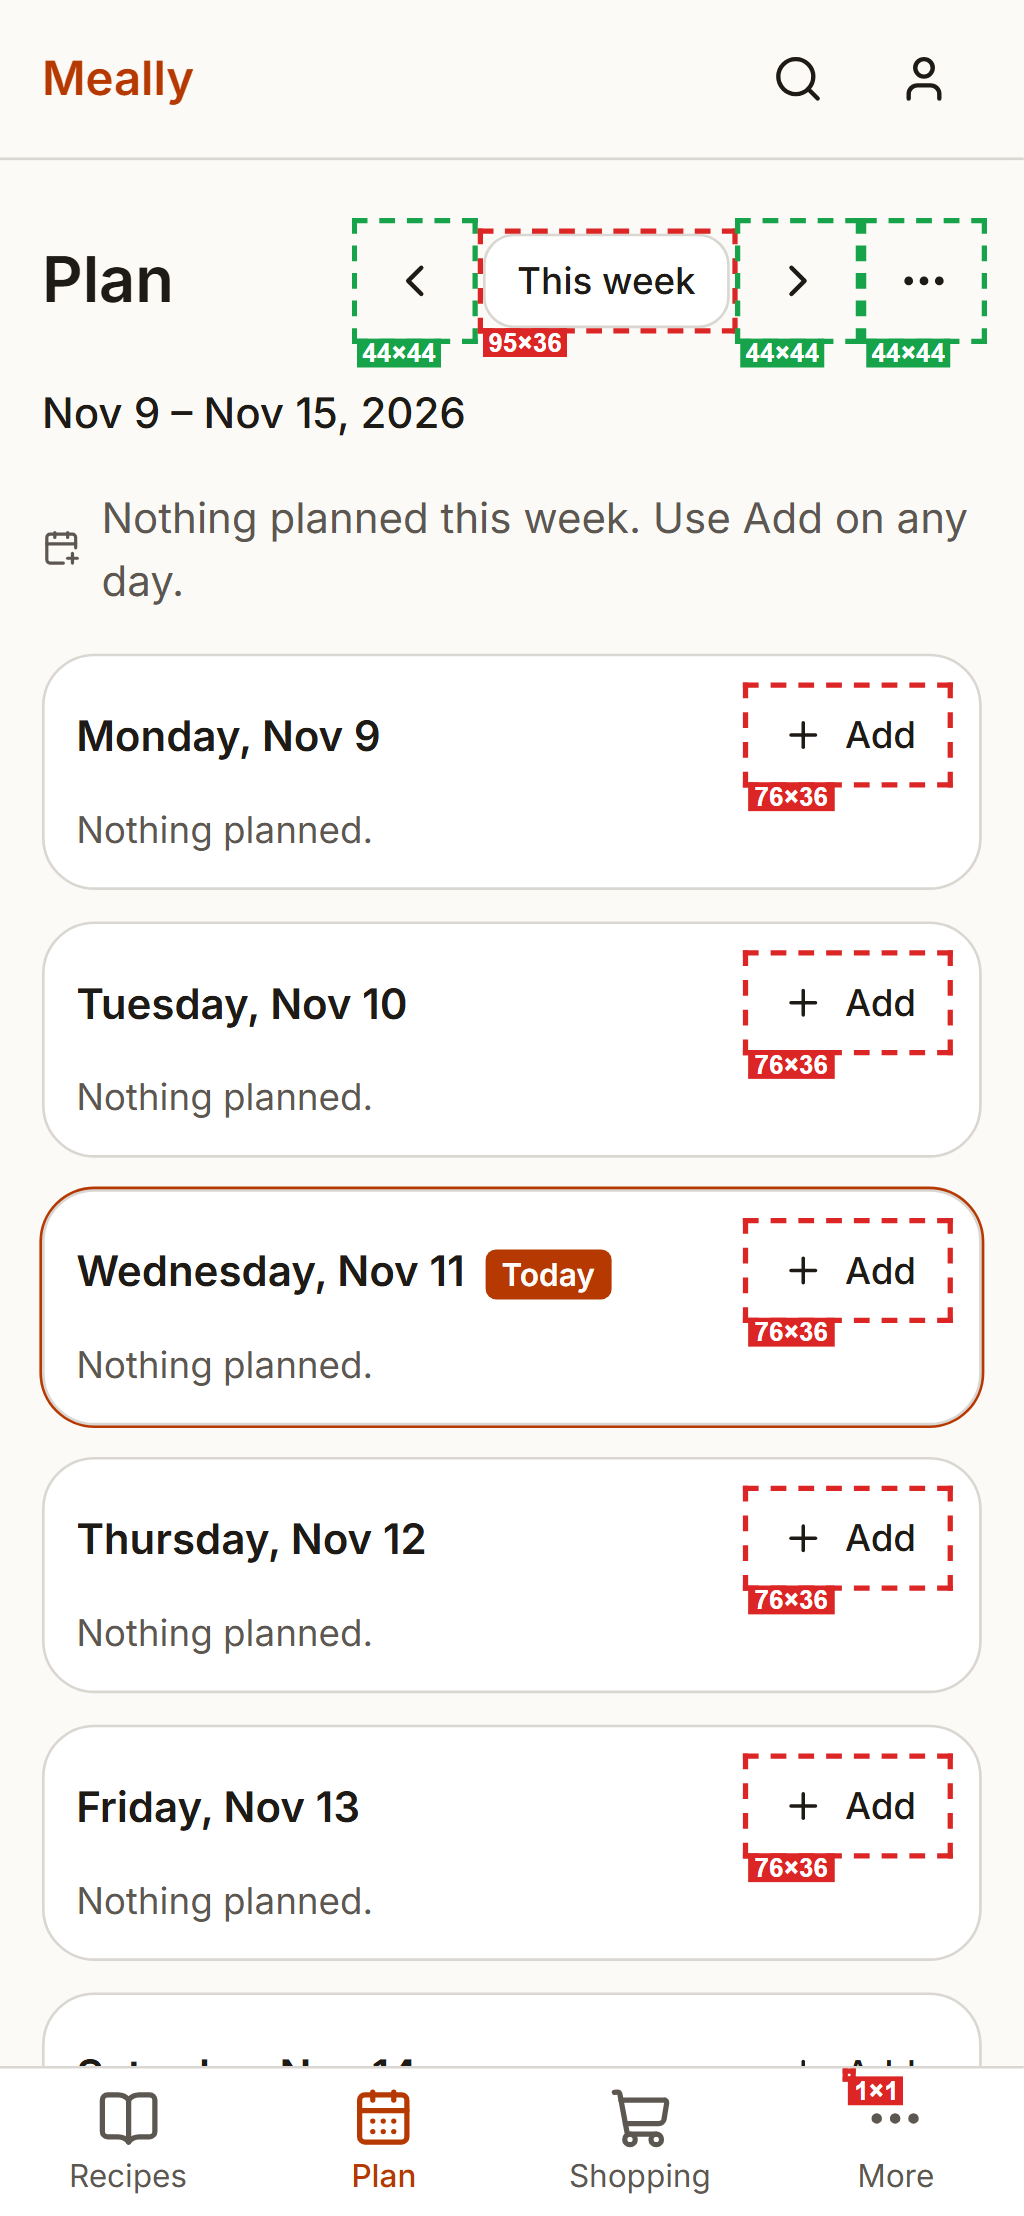 Meally
Plan
This week
44×44
95×36
44×44
44×44
Nov 9 – Nov 15, 2026
Nothing planned this week. Use Add on any
day.
Monday, Nov 9
Add
76×36
Nothing planned.
Tuesday, Nov 10
Add
76×36
Nothing planned.
Wednesday, Nov 11
Today
Add
76×36
Nothing planned.
Thursday, Nov 12
Add
76×36
Nothing planned.
Friday, Nov 13
Add
76×36
Nothing planned.
1×1
Recipes
Plan
Shopping
More